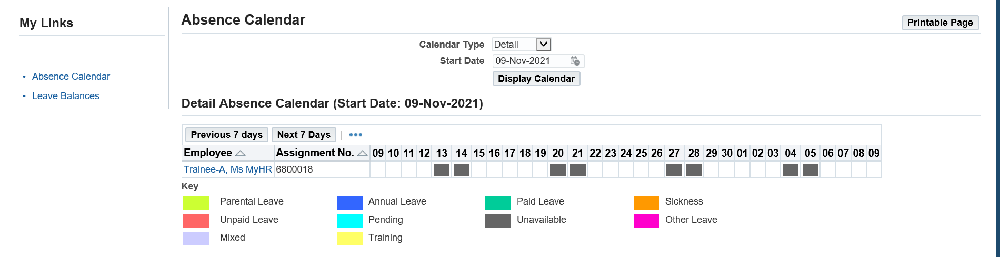 My Links
Absence Calendar
Leave Balances
Absence Calendar
Printable Page
Calendar Type Detail
Start Date 09-Nov-2021
Display Calendar
Detail Absence Calendar (Start Date: 09-Nov-2021)
Previous 7 days Next 7 Days | •••
Employee Assignment No. 09 10 11 12 13 14 15 16 17 18 19 20 21 22 23 24 25 26 27 28 29 30 01 02 03 04 05 06 07 08 09
Trainee-A, Ms MyHR 6800018
Key
Parental Leave Annual Leave Paid Leave Sickness
Unpaid Leave Pending Unavailable Other Leave
Mixed Training